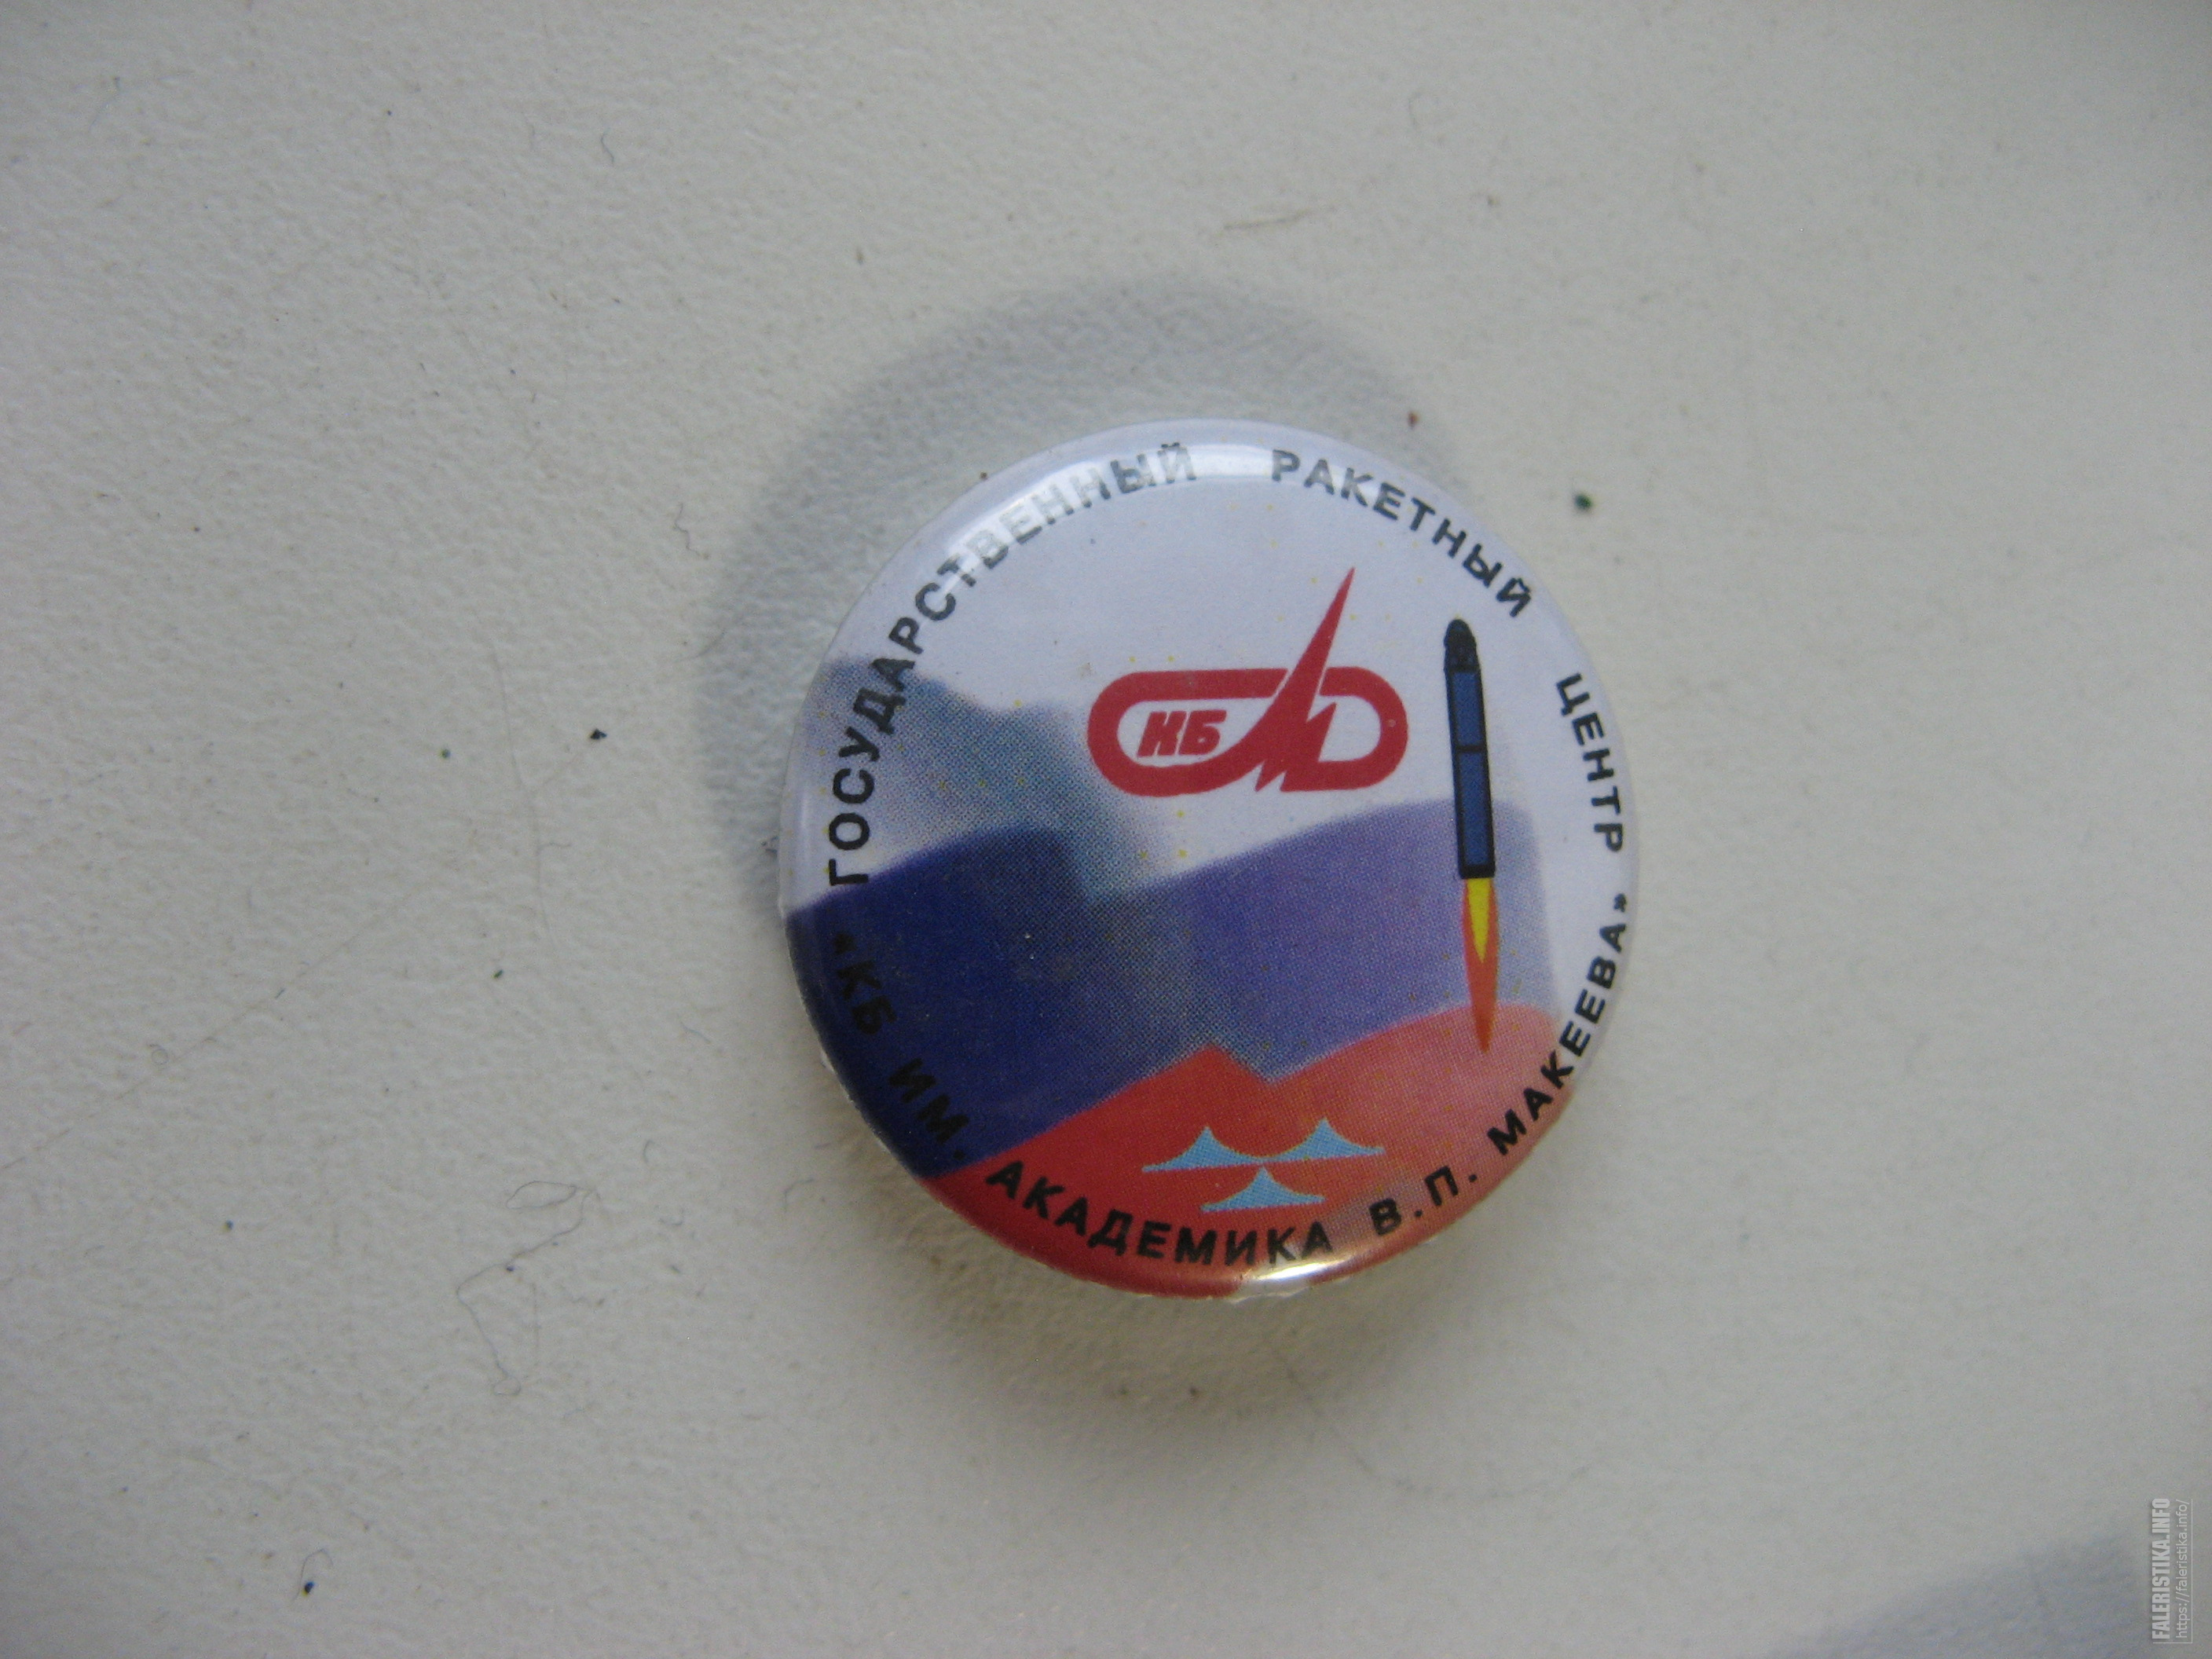 ГОСУДАРСТВЕННЫЙ РАКЕТНЫЙ ЦЕНТР
"КБ ИМ. АКАДЕМИКА В.П. МАКЕЕВА"
КБ М
FALERISTIKA.INFO
https://faleristika.info/